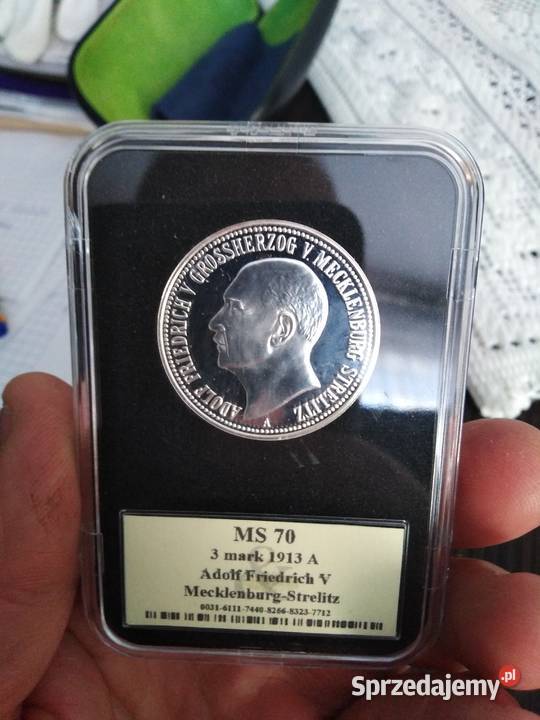 ADOLF FRIEDRICH V GROSSHERZOG V. MECKLENBURG STRELITZ
A
MS 70
3 mark 1913 A
Adolf Friedrich V
Mecklenburg-Strelitz
0031-6111-7440-8266-8323-7712
Sprzedajemy.pl